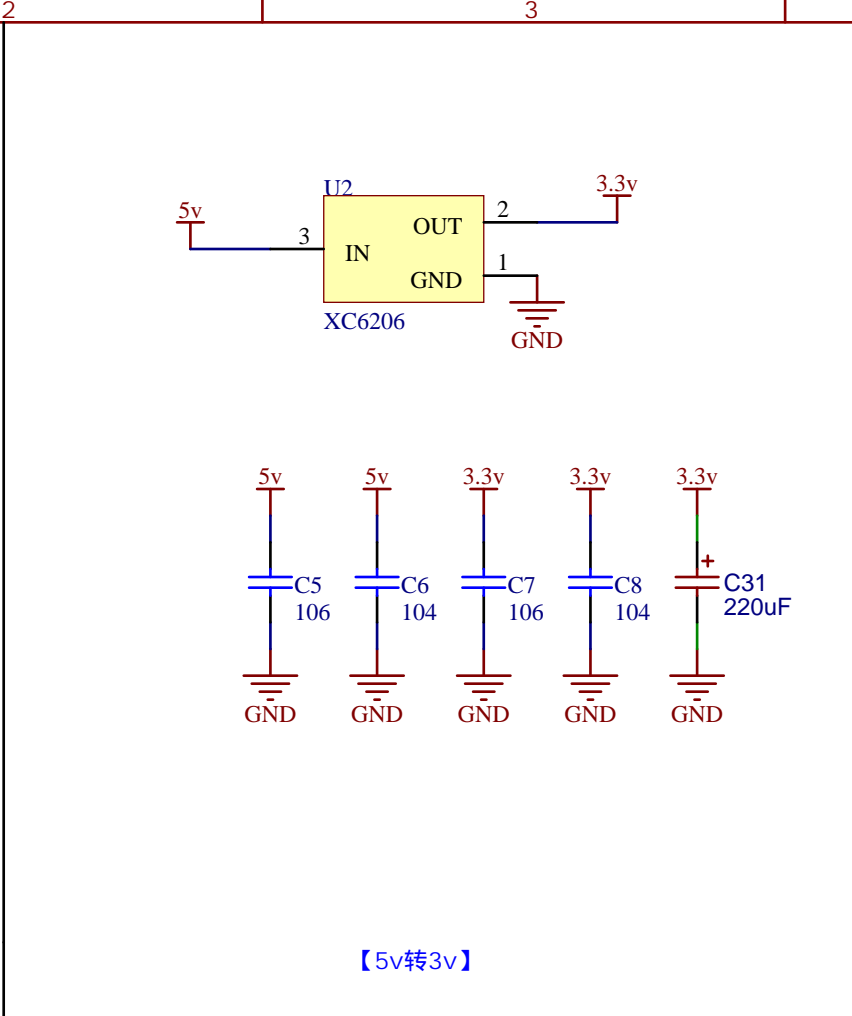 2 3
U2
3.3v
5v
2
3
OUT
IN
1
GND
XC6206
GND
5v 5v 3.3v 3.3v 3.3v
C5 C6 C7 C8 C31
106 104 106 104 220uF
GND GND GND GND GND
【5v转3v】